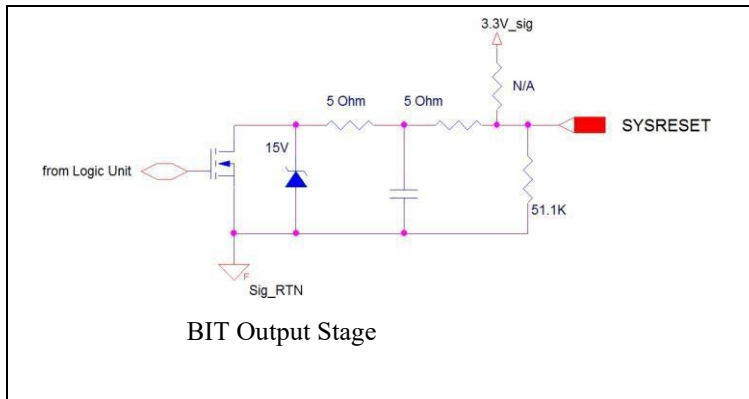 3.3V_sig
N/A
5 Ohm
5 Ohm
SYSRESET
15V
from Logic Unit
51.1K
F
Sig_RTN
BIT Output Stage